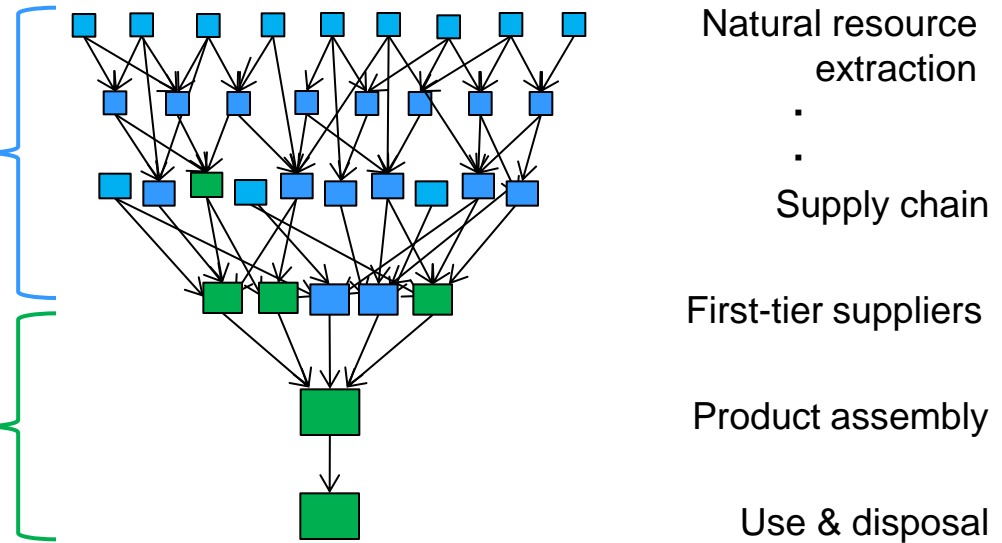 Natural resource
extraction
.
.
Supply chain
First-tier suppliers
Product assembly
Use & disposal